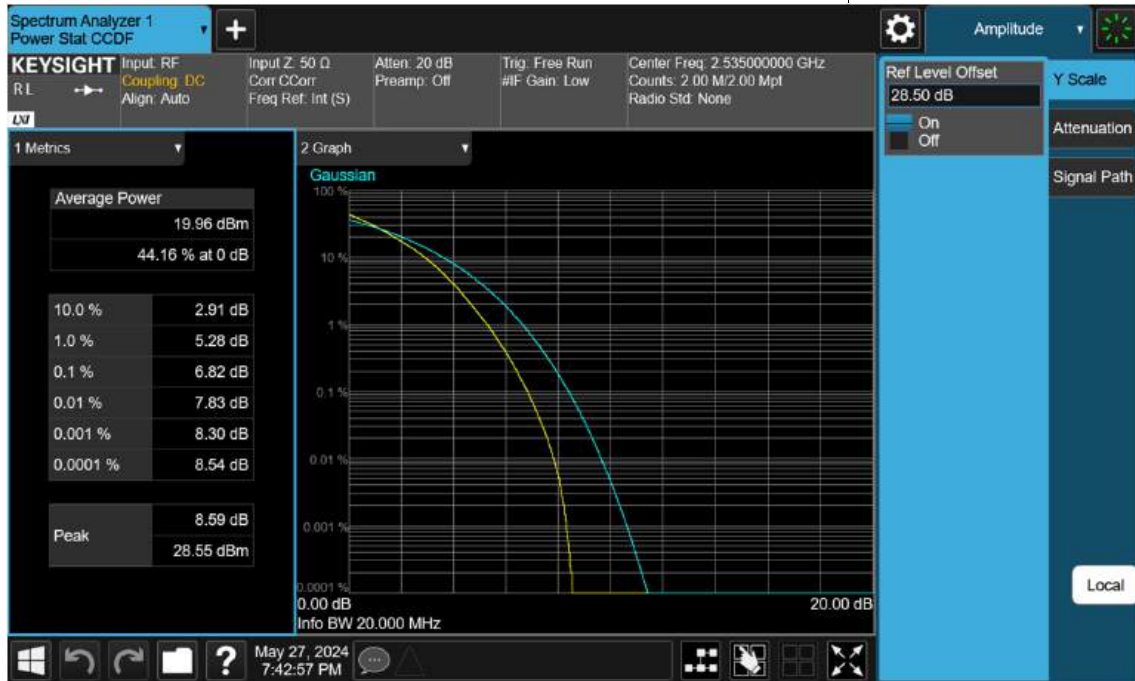 Spectrum Analyzer 1
Power Stat CCDF
Amplitude
KEYSIGHT
RL
LXI
Input: RF
Coupling: DC
Align: Auto
Input Z: 50 Ω
Corr CCorr
Freq Ref: Int (S)
Atten: 20 dB
Preamp: Off
Trig: Free Run
#IF Gain: Low
Center Freq: 2.535000000 GHz
Counts: 2.00 M/2.00 Mpt
Radio Std: None
Ref Level Offset
28.50 dB
On
Off
Y Scale
Attenuation
Signal Path
1 Metrics
Average Power
19.96 dBm
44.16 % at 0 dB
10.0 % 2.91 dB
1.0 % 5.28 dB
0.1 % 6.82 dB
0.01 % 7.83 dB
0.001 % 8.30 dB
0.0001 % 8.54 dB
Peak
8.59 dB
28.55 dBm
2 Graph
Gaussian
100 %
10 %
1 %
0.1 %
0.01 %
0.001 %
0.0001 %
0.00 dB
20.00 dB
Info BW 20.000 MHz
Local
?
May 27, 2024
7:42:57 PM